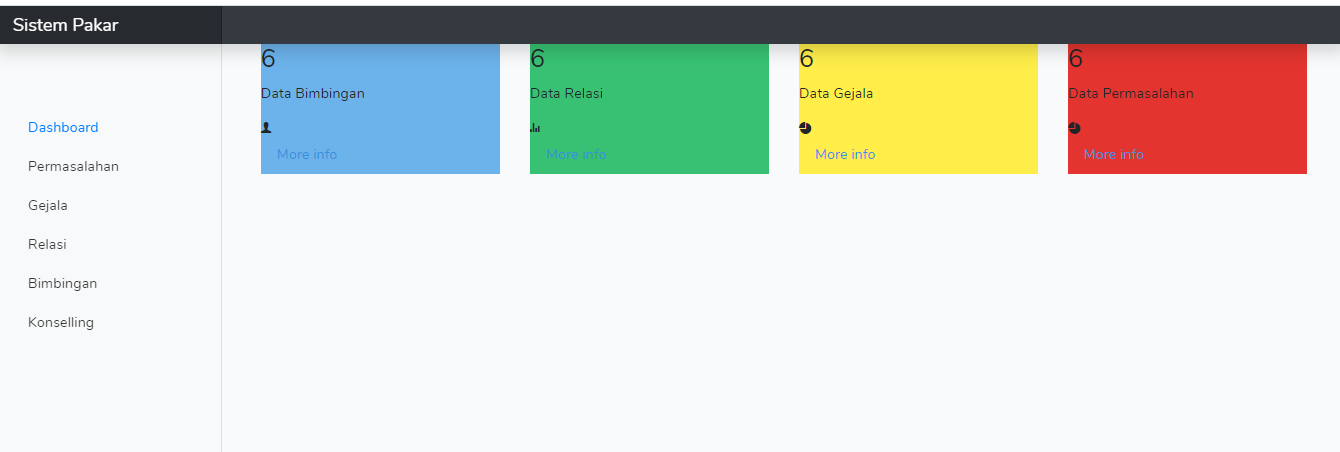 Sistem Pakar
Dashboard
Permasalahan
Gejala
Relasi
Bimbingan
Konselling
6
Data Bimbingan
More info
6
Data Relasi
More info
6
Data Gejala
More info
6
Data Permasalahan
More info